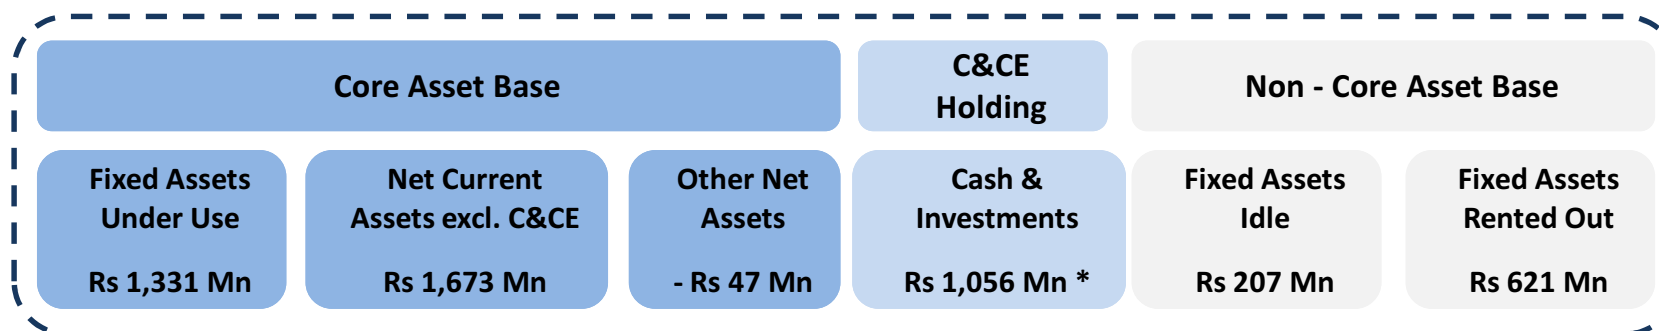 Core Asset Base
C&CE
Holding
Non - Core Asset Base
Fixed Assets
Under Use
Rs 1,331 Mn
Net Current
Assets excl. C&CE
Rs 1,673 Mn
Other Net
Assets
- Rs 47 Mn
Cash &
Investments
Rs 1,056 Mn *
Fixed Assets
Idle
Rs 207 Mn
Fixed Assets
Rented Out
Rs 621 Mn